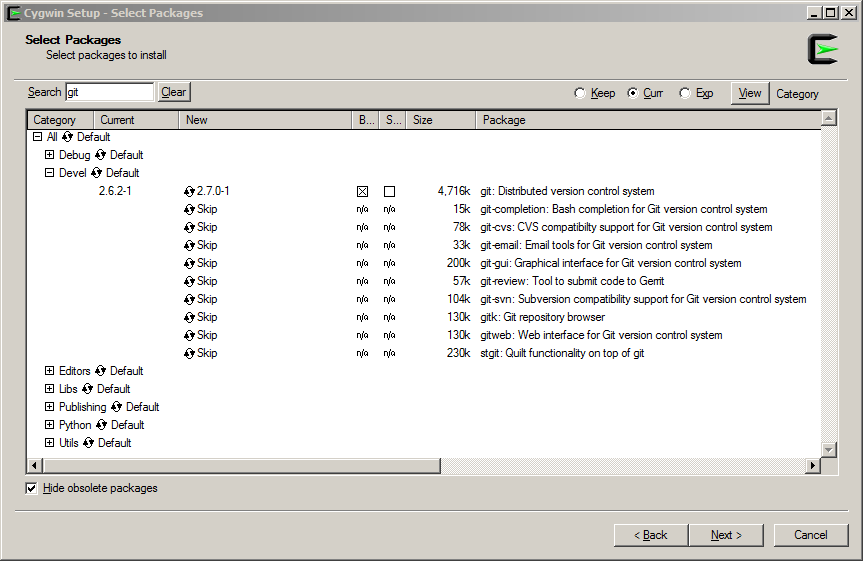 Cygwin Setup - Select Packages
Select Packages
Select packages to install
Search git Clear Keep Curr Exp View Category
Category Current New B... S... Size Package
All Default
Debug Default
Devel Default
2.6.2-1 2.7.0-1 4,716k git: Distributed version control system
Skip n/a n/a 15k git-completion: Bash completion for Git version control system
Skip n/a n/a 78k git-cvs: CVS compatibilty support for Git version control system
Skip n/a n/a 33k git-email: Email tools for Git version control system
Skip n/a n/a 200k git-gui: Graphical interface for Git version control system
Skip n/a n/a 57k git-review: Tool to submit code to Gerrit
Skip n/a n/a 104k git-svn: Subversion compatibility support for Git version control system
Skip n/a n/a 130k gitk: Git repository browser
Skip n/a n/a 130k gitweb: Web interface for Git version control system
Skip n/a n/a 230k stgit: Quilt functionality on top of git
Editors Default
Libs Default
Publishing Default
Python Default
Utils Default
Hide obsolete packages
< Back Next > Cancel